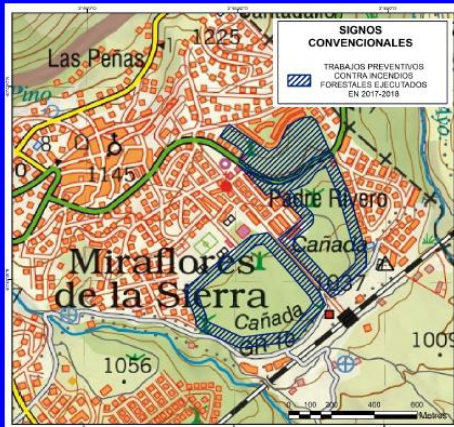 SIGNOS
CONVENCIONALES
TRABAJOS PREVENTIVOS
CONTRA INCENDIOS
FORESTALES EJECUTADOS
EN 2017-2018
1225
Las Peñas
Pino
8
1145
Padre Rivero
Cañada
Miraflores
de la Sierra
1037
Cañada
1009
1056
0 100 200 400 600
Metros